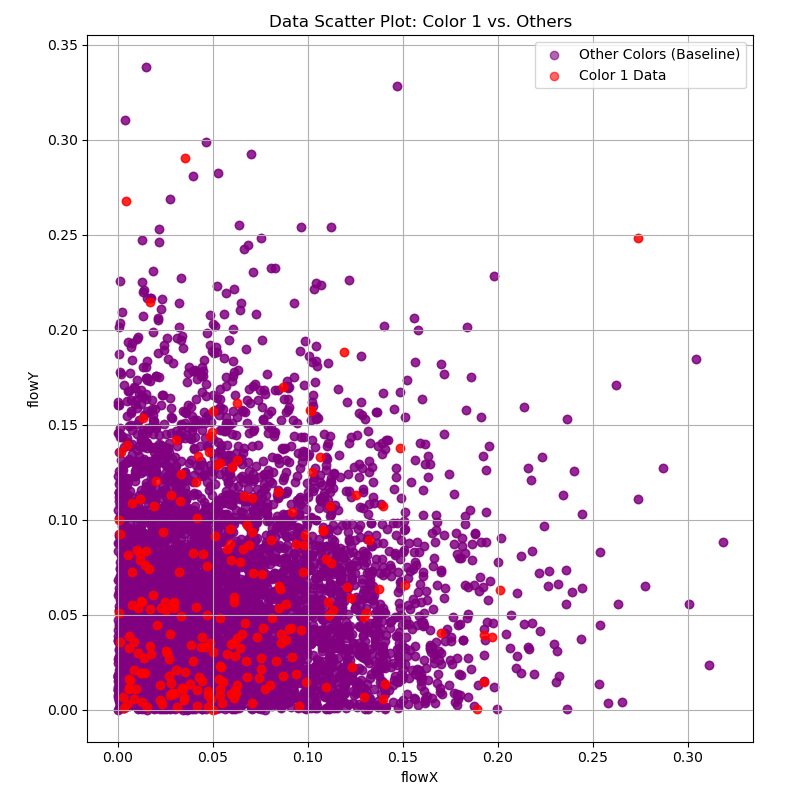 Data Scatter Plot: Color 1 vs. Others
Other Colors (Baseline)
Color 1 Data
0.35
0.30
0.25
0.20
0.15
0.10
0.05
0.00
flowY
0.00 0.05 0.10 0.15 0.20 0.25 0.30
flowX